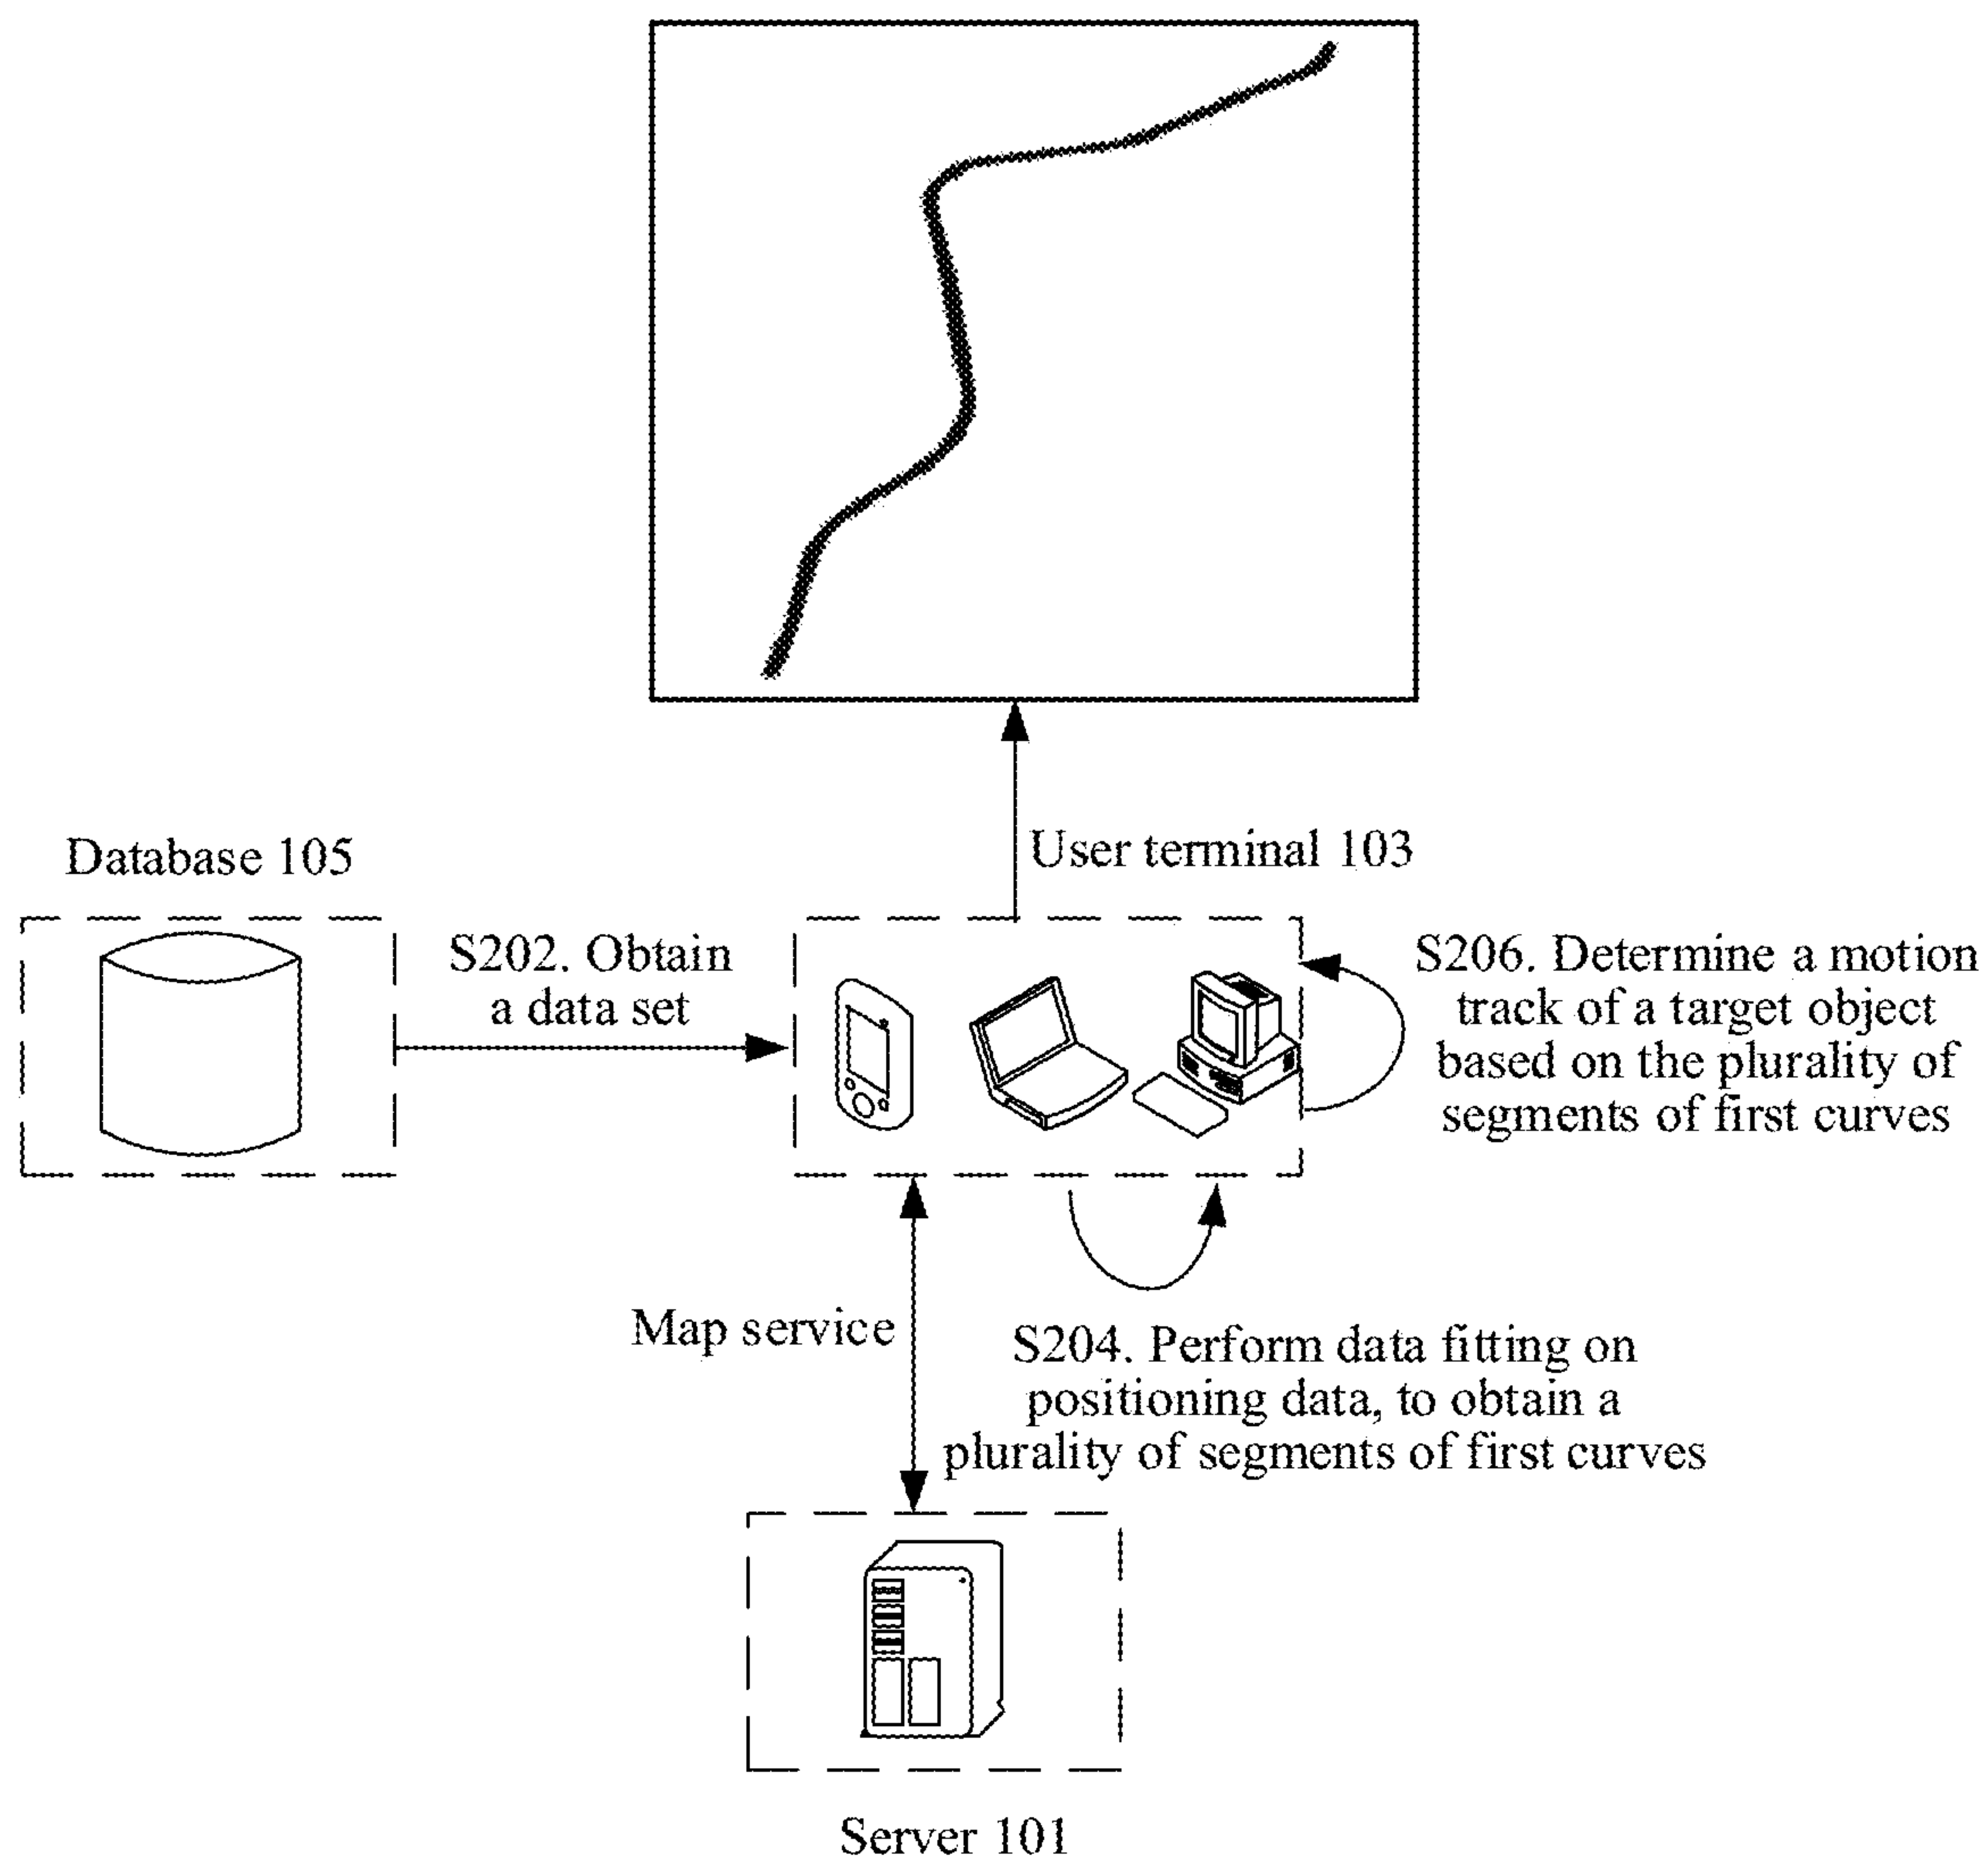 User terminal 103
Database 105
S202. Obtain
a data set
S206. Determine a motion
track of a target object
based on the plurality of
segments of first curves
Map service
S204. Perform data fitting on
positioning data, to obtain a
plurality of segments of first curves
Server 101